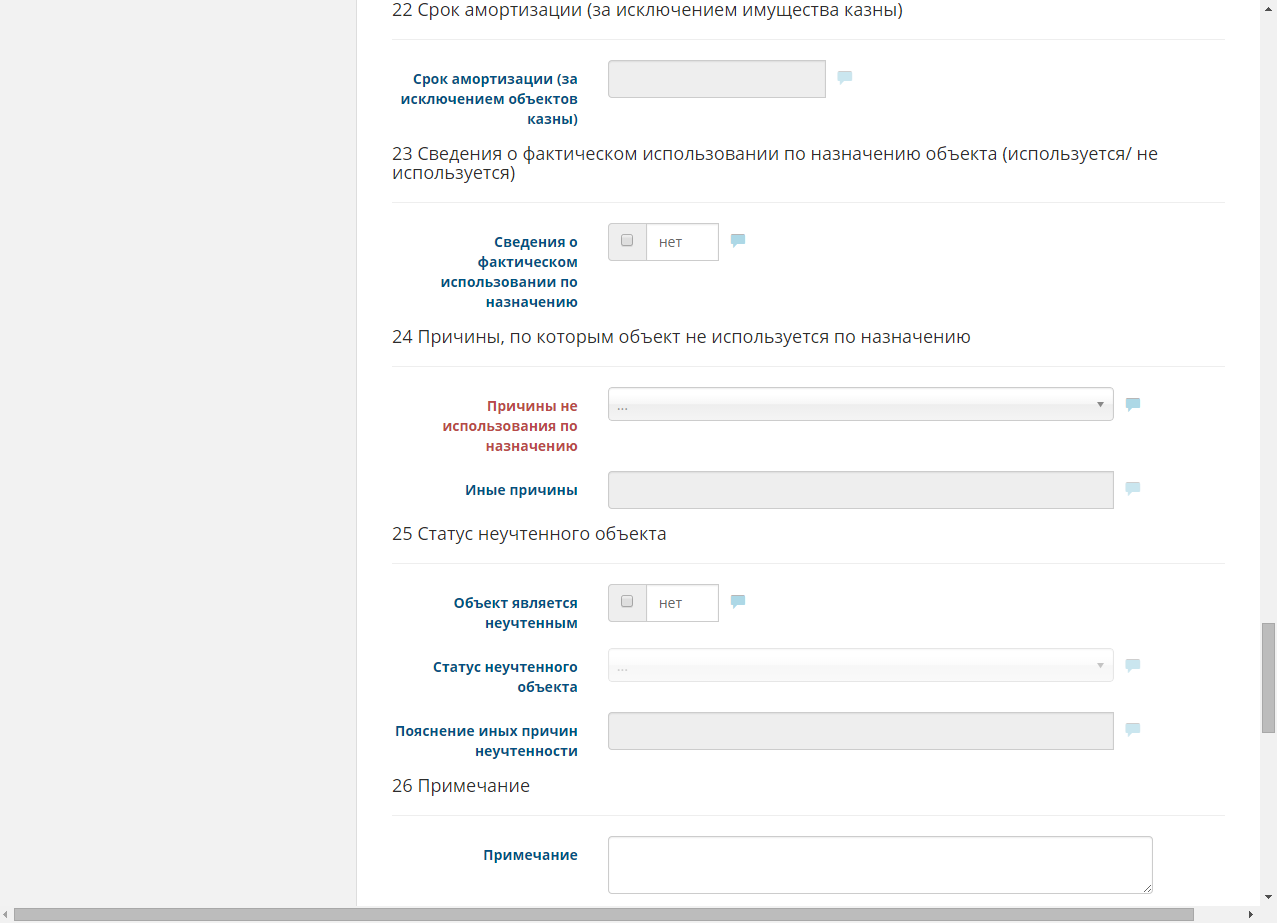 22 Срок амортизации (за исключением имущества казны)
Срок амортизации (за
исключением объектов
казны)
23 Сведения о фактическом использовании по назначению объекта (используется/ не
используется)
Сведения о
фактическом
использовании по
назначению
нет
24 Причины, по которым объект не используется по назначению
Причины не
использования по
назначению
...
Иные причины
25 Статус неучтенного объекта
Объект является
неучтенным
нет
Статус неучтенного
объекта
...
Пояснение иных причин
неучтенности
26 Примечание
Примечание